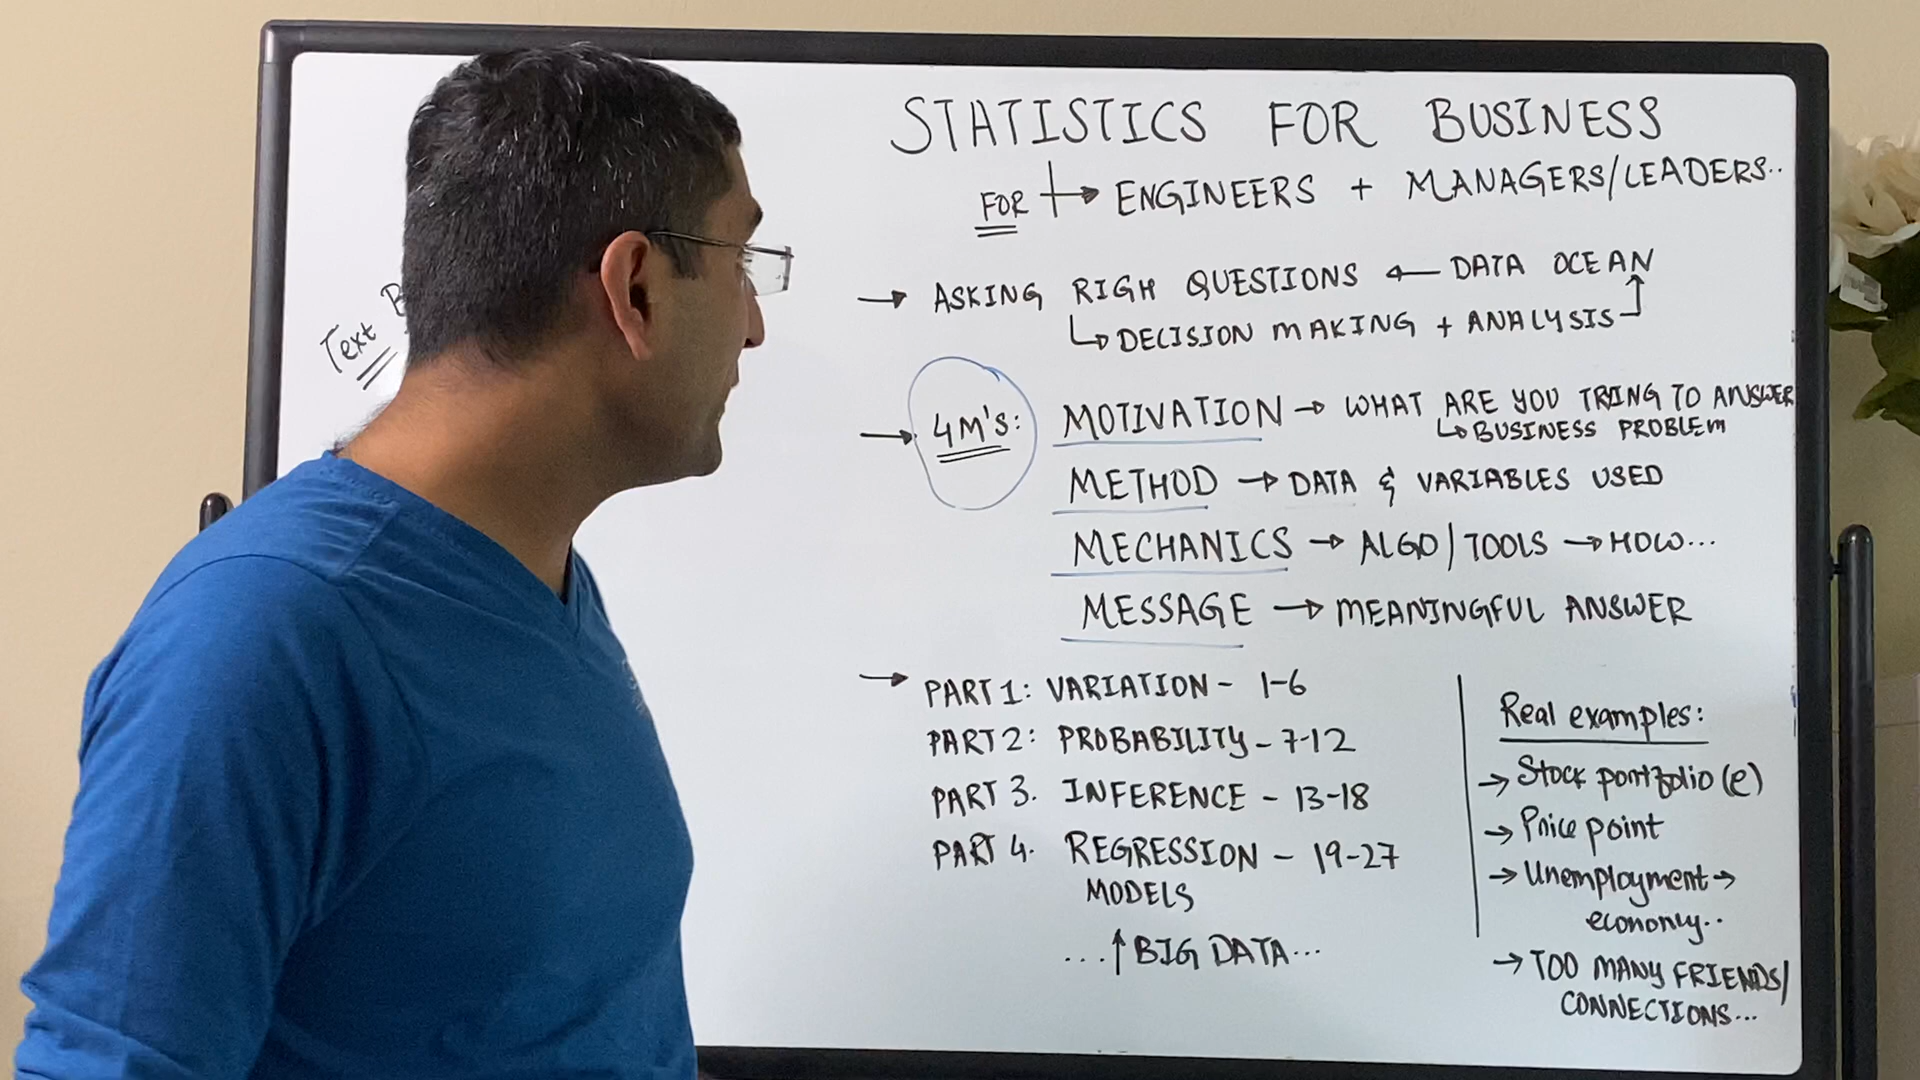 STATISTICS FOR BUSINESS
FOR → ENGINEERS + MANAGERS/LEADERS..
→ ASKING RIGH QUESTIONS ← DATA OCEAN
↳ DECISION MAKING + ANALYSIS
Text
→ 4M'S: MOTIVATION → WHAT ARE YOU TRING TO ANSWER
↳ BUSINESS PROBLEM
METHOD → DATA & VARIABLES USED
MECHANICS → ALGO/TOOLS → HOW...
MESSAGE → MEANINGFUL ANSWER
→ PART 1: VARIATION - 1-6
PART 2: PROBABILITY - 7-12
PART 3. INFERENCE - 13-18
PART 4. REGRESSION - 19-27
MODELS
... ↑ BIG DATA...
Real examples:
→ Stock portfolio (e)
→ Price point
→ Unemployment →
economy..
→ TOO MANY FRIENDS/
CONNECTIONS...